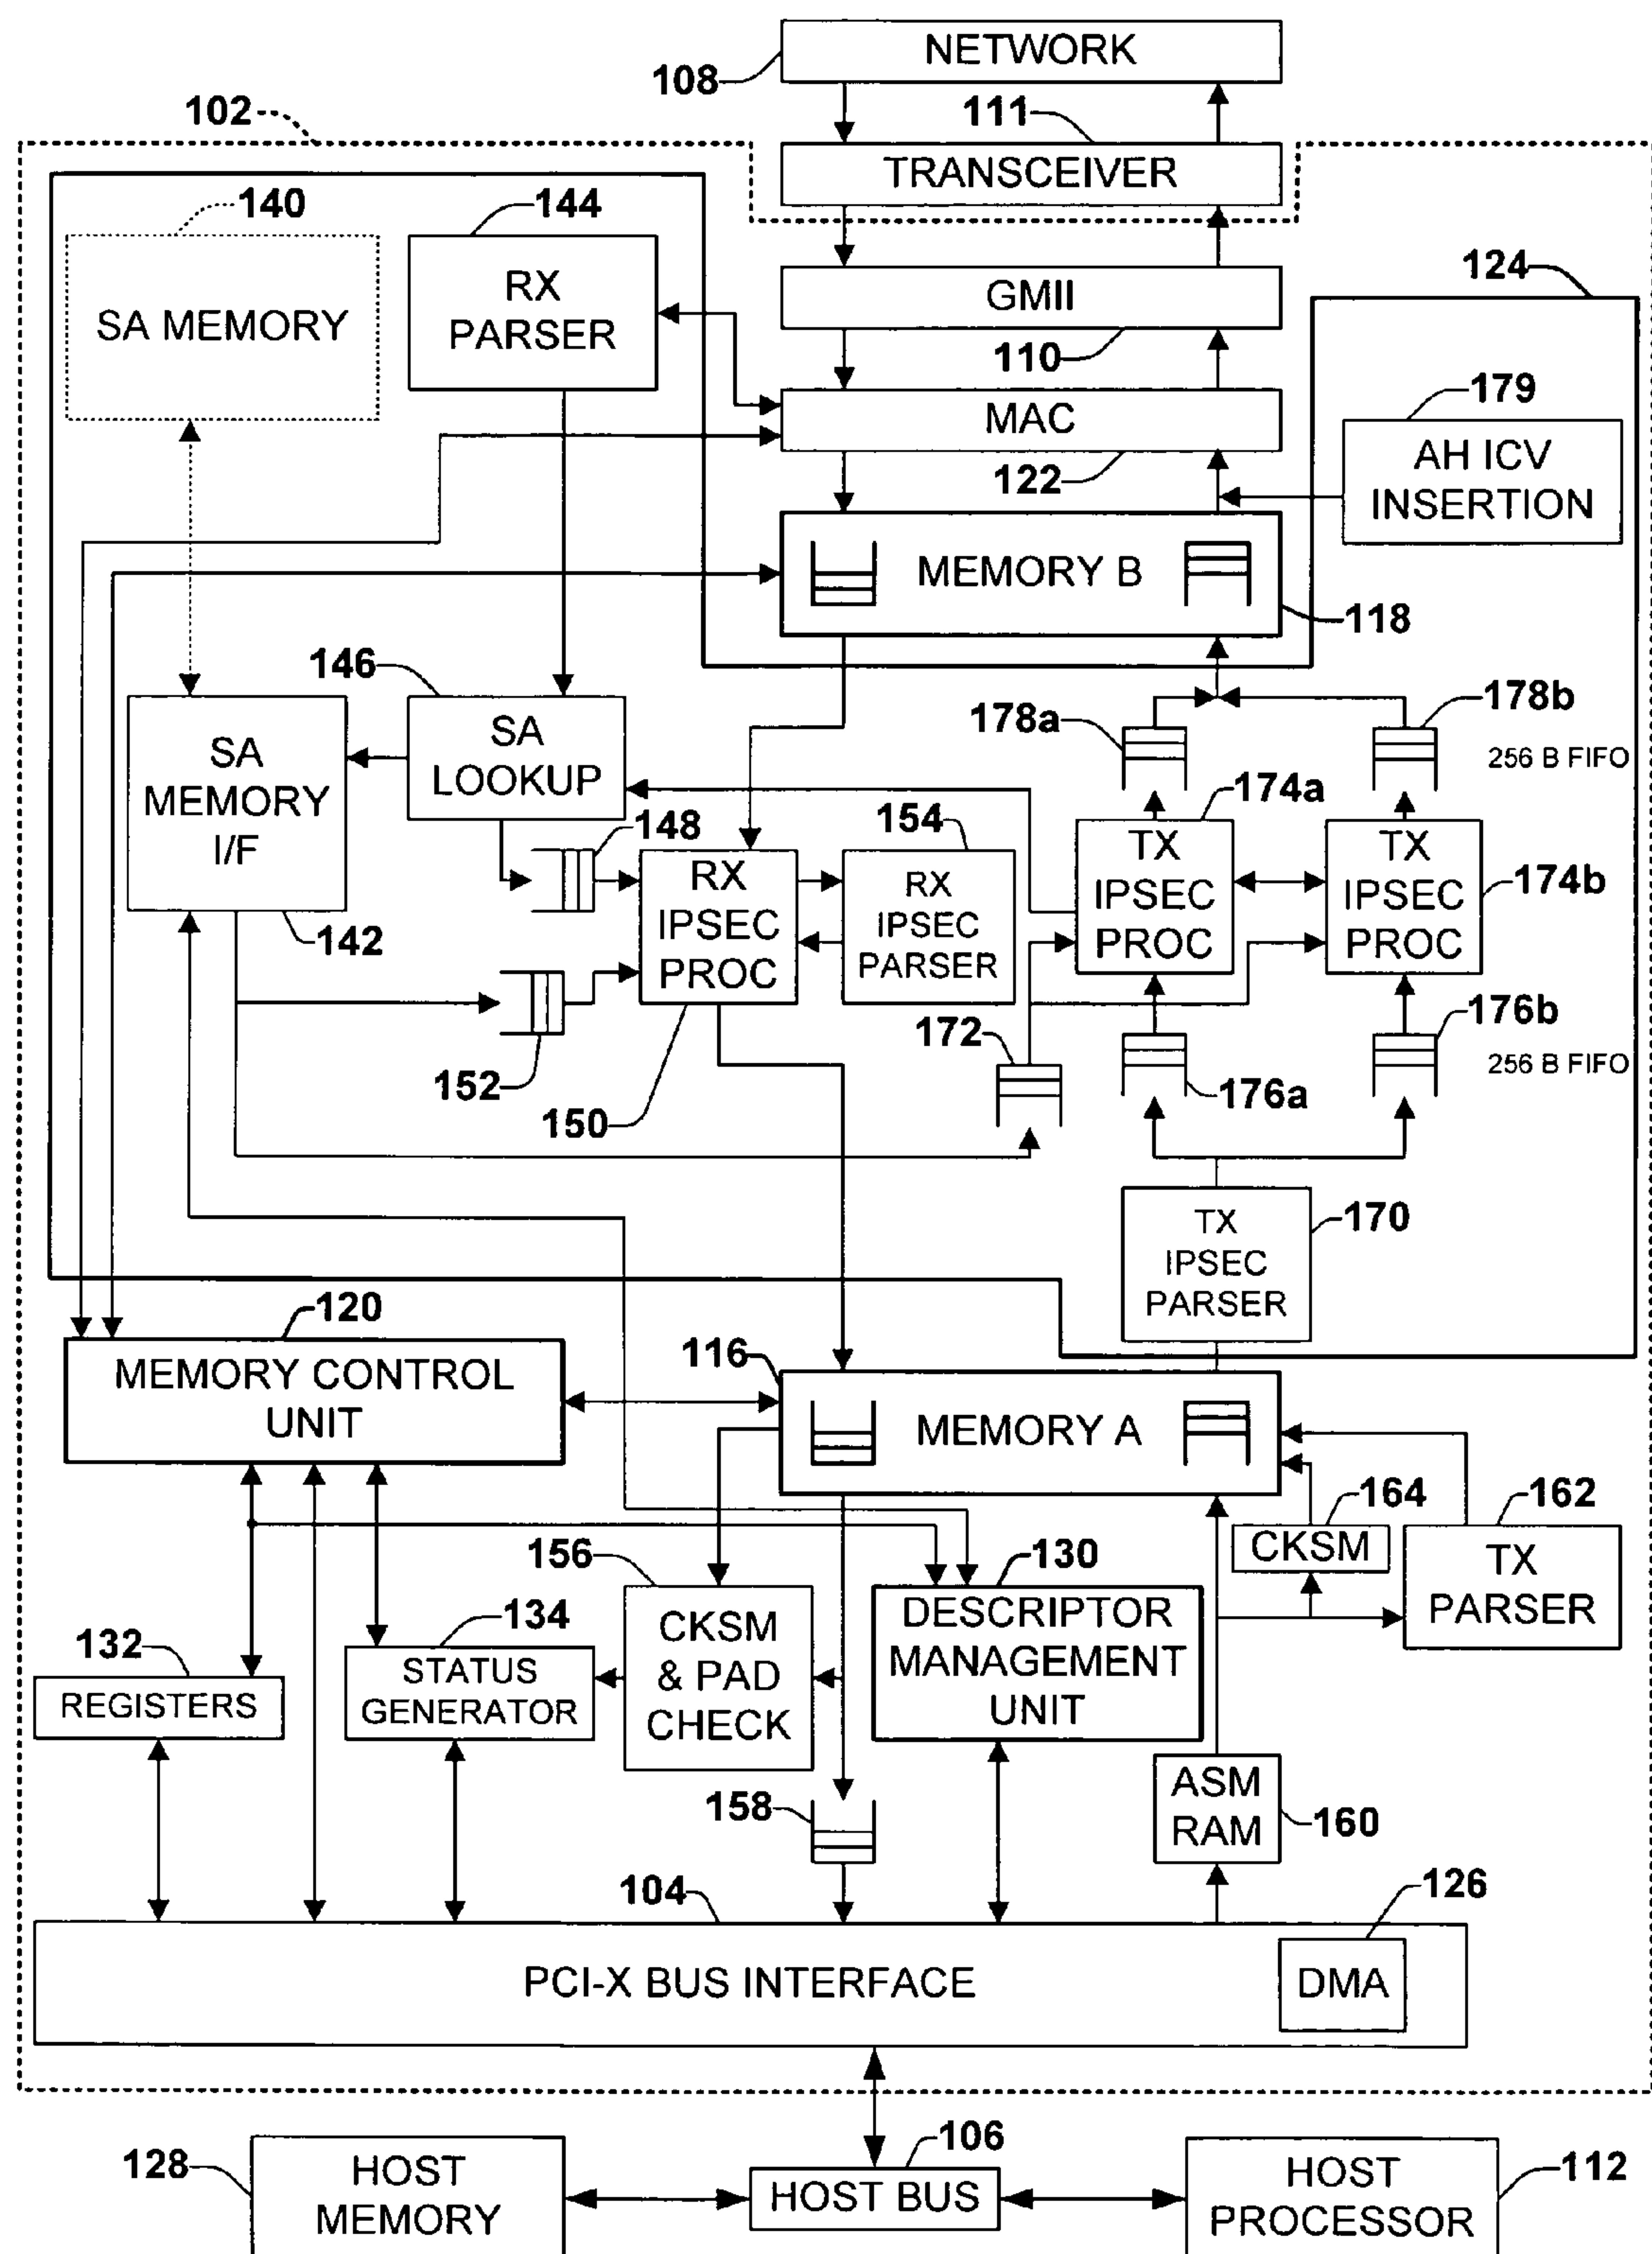 NETWORK
108
102
111
TRANSCEIVER
140
144
124
SA MEMORY
RX
PARSER
GMII
110
179
MAC
AH ICV
INSERTION
122
MEMORY B
118
146
178a
178b
SA
MEMORY
I/F
SA
LOOKUP
256 B FIFO
174a
148
154
TX
IPSEC
PROC
TX
IPSEC
PROC
174b
RX
IPSEC
PROC
RX
IPSEC
PARSER
142
172
176b
256 B FIFO
152
176a
150
TX
IPSEC
PARSER
170
120
116
MEMORY CONTROL
UNIT
MEMORY A
164
162
156
130
CKSM
TX
PARSER
134
DESCRIPTOR
MANAGEMENT
UNIT
132
CKSM
& PAD
CHECK
STATUS
GENERATOR
REGISTERS
158
ASM
RAM
160
104
126
PCI-X BUS INTERFACE
DMA
106
128
HOST
MEMORY
HOST BUS
HOST
PROCESSOR
112